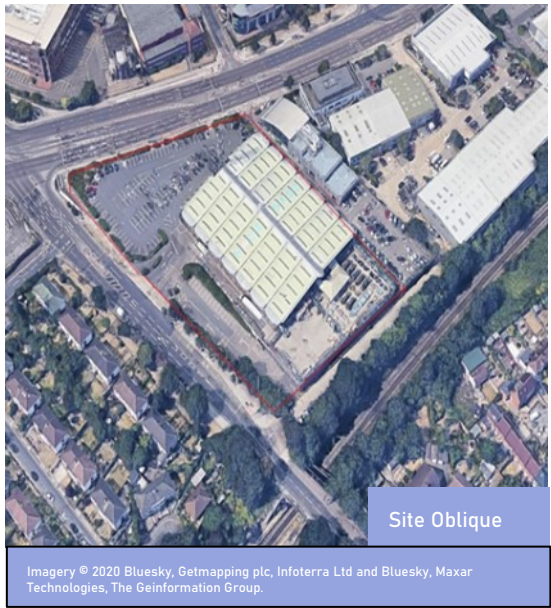 Site Oblique
Imagery © 2020 Bluesky, Getmapping plc, Infoterra Ltd and Bluesky, Maxar
Technologies, The Geinformation Group.